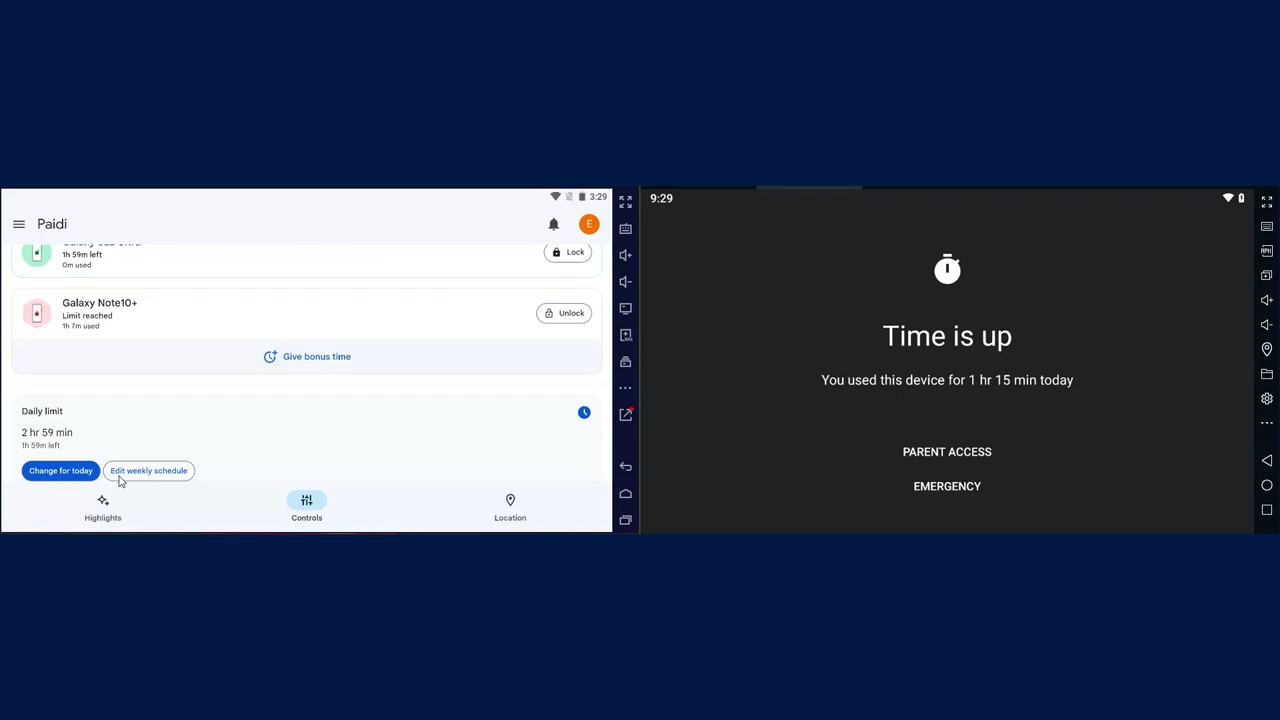 3:29
Paidi
E
1h 59m left
Lock
0m used
Galaxy Note10+
Limit reached
Unlock
1h 7m used
Give bonus time
Daily limit
2 hr 59 min
1h 59m left
Change for today
Edit weekly schedule
Highlights
Controls
Location
9:29
Time is up
You used this device for 1 hr 15 min today
PARENT ACCESS
EMERGENCY